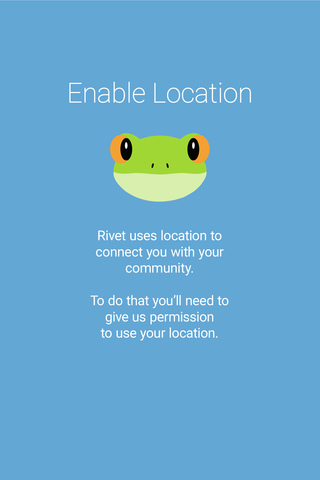 Enable Location
Rivet uses location to
connect you with your
community.
To do that you’ll need to
give us permission
to use your location.